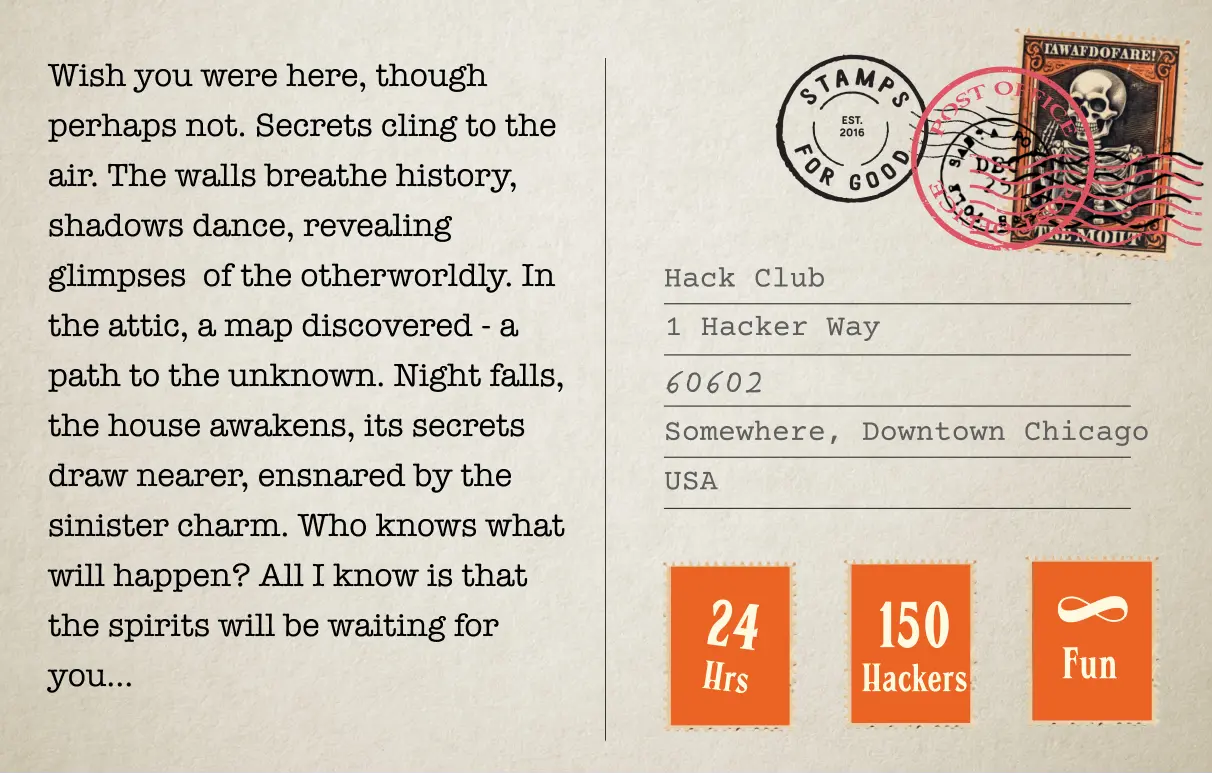 Wish you were here, though
perhaps not. Secrets cling to the
air. The walls breathe history,
shadows dance, revealing
glimpses  of the otherworldly. In
the attic, a map discovered - a
path to the unknown. Night falls,
the house awakens, its secrets
draw nearer, ensnared by the
sinister charm. Who knows what
will happen? All I know is that
the spirits will be waiting for
you...
STAMPS
EST.
2016
FOR GOOD
POST OFFICE
TAWAFDOFARE!
Hack Club
1 Hacker Way
60602
Somewhere, Downtown Chicago
USA
24
Hrs
150
Hackers
∞
Fun